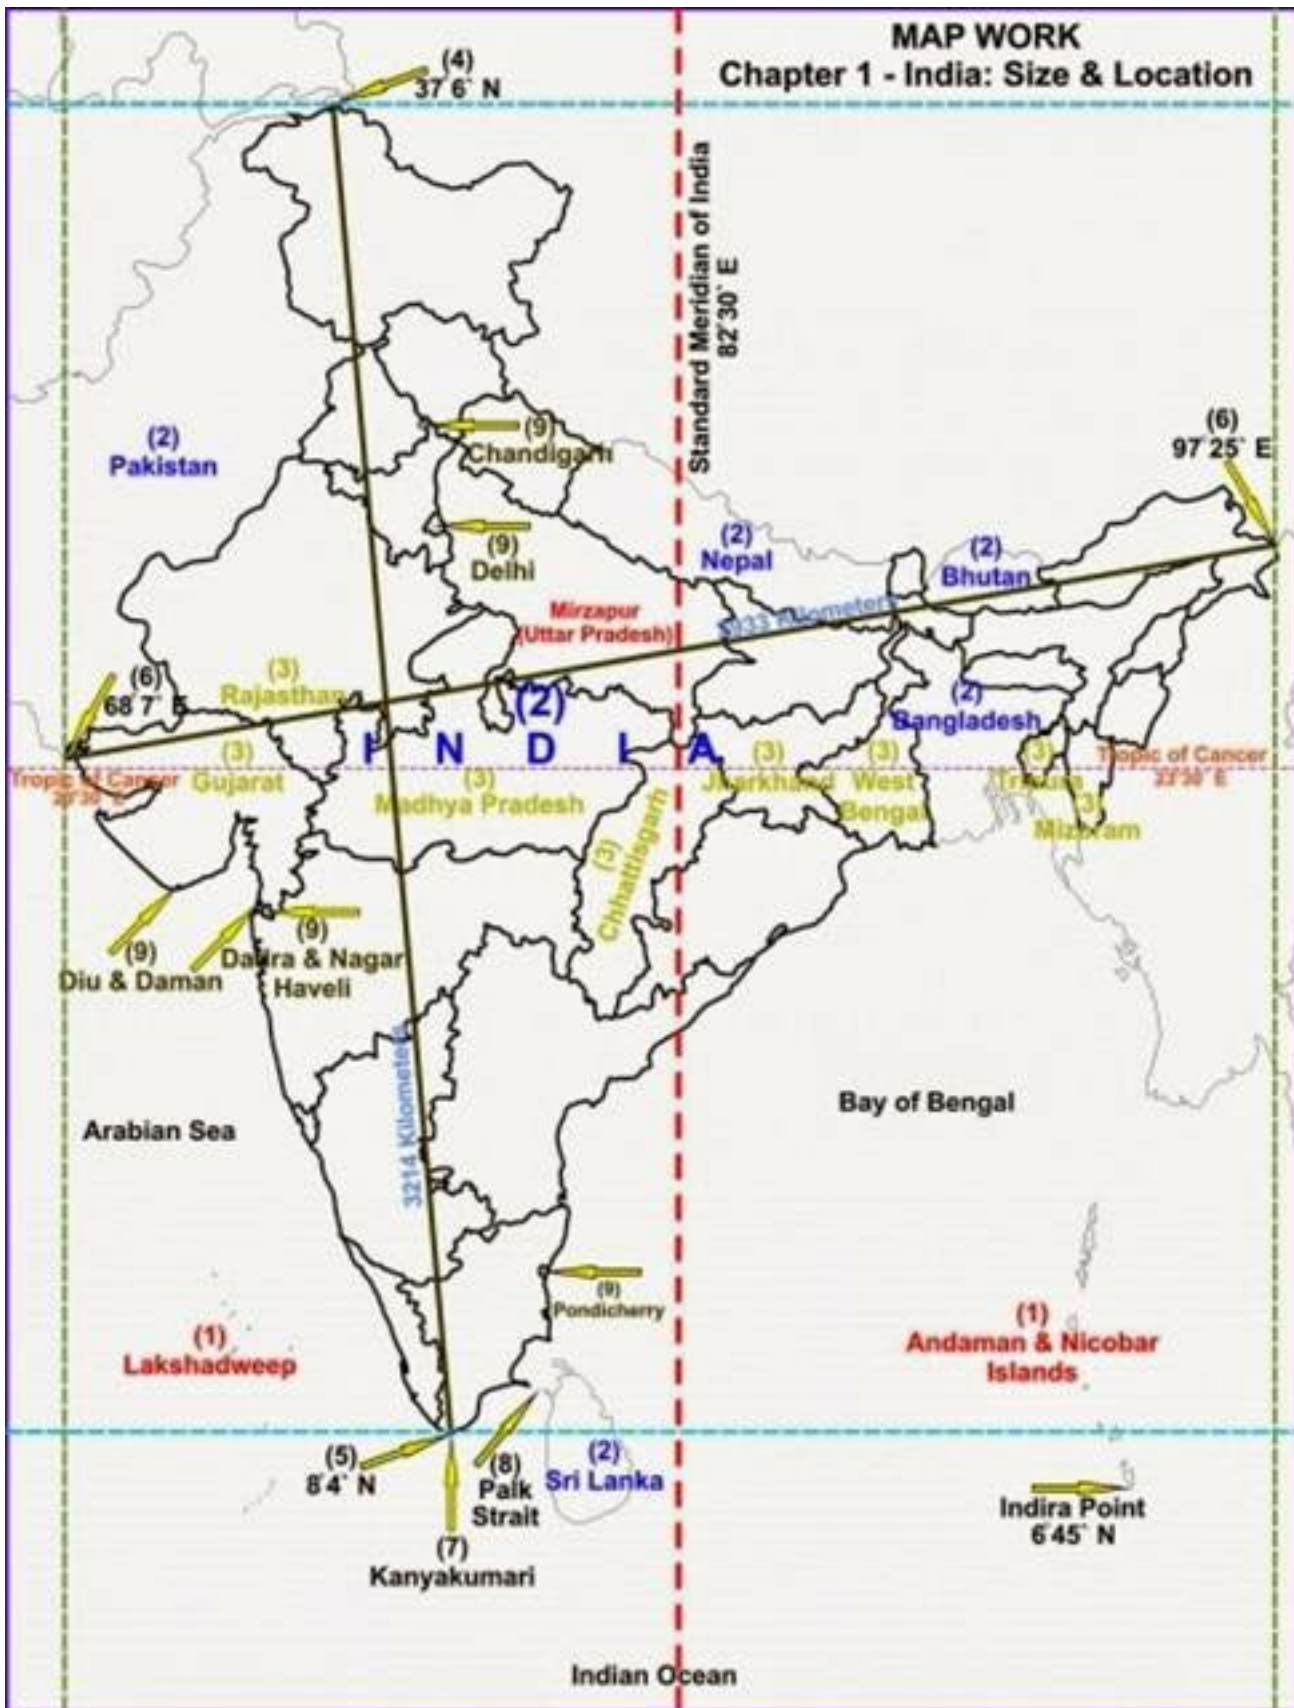 MAP WORK
Chapter 1 - India: Size & Location
(4)
37°6` N
Standard Meridian of India
82°30` E
(2)
Pakistan
(9)
Chandigarh
(6)
97°25` E
(9)
Delhi
(2)
Nepal
(2)
Bhutan
Mirzapur
(Uttar Pradesh)
Kilometers
(6)
68°7` E
(3)
Rajasthan
(2)
I N D I A
(2)
Bangladesh
Tropic of Cancer
(3)
Gujarat
(3)
Madhya Pradesh
(3)
Chhattisgarh
(3)
Jharkhand
(3)
West
Bengal
(3)
Tripura
(3)
Mizoram
Tropic of Cancer
33°30` E
(9)
Diu & Daman
(9)
Dadra & Nagar
Haveli
3214 Kilometers
Arabian Sea
Bay of Bengal
(9)
Pondicherry
(1)
Lakshadweep
(1)
Andaman & Nicobar
Islands
(5)
8°4` N
(8)
Palk
Strait
(2)
Sri Lanka
Indira Point
6°45` N
(7)
Kanyakumari
Indian Ocean